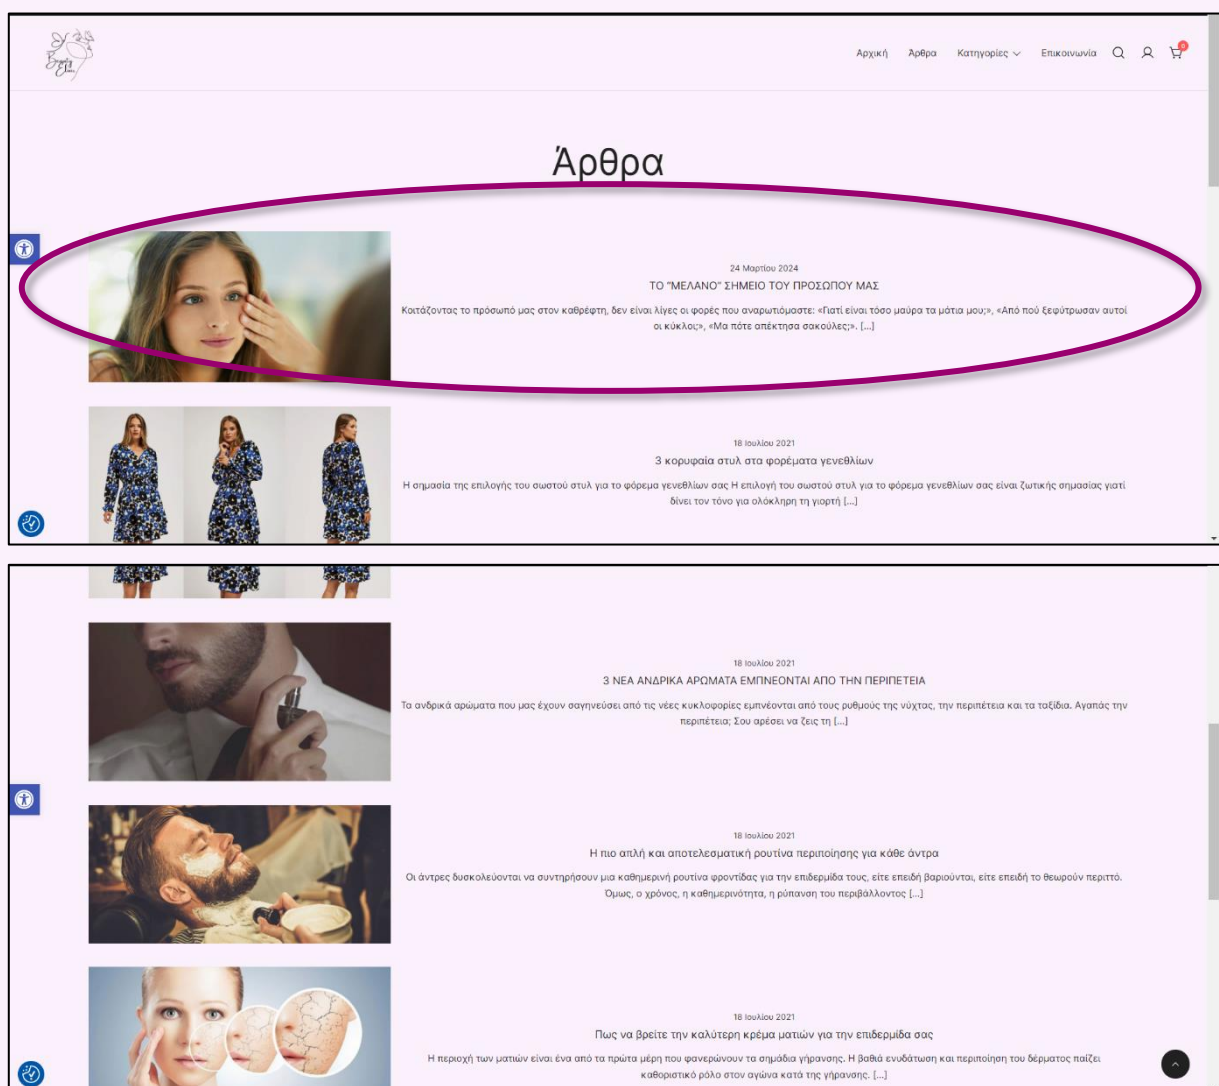 Beauty
Αρχική Άρθρα Κατηγορίες Επικοινωνία 0
Άρθρα
24 Μαρτίου 2024
ΤΟ “ΜΕΛΑΝΟ” ΣΗΜΕΙΟ ΤΟΥ ΠΡΟΣΩΠΟΥ ΜΑΣ
Κοιτάζοντας το πρόσωπό μας στον καθρέφτη, δεν είναι λίγες οι φορές που αναρωτιόμαστε: «Γιατί είναι τόσο μαύρα τα μάτια μου;», «Από πού ξεφύτρωσαν αυτοί
οι κύκλοι;», «Μα πότε απέκτησα σακούλες;». [...]
18 Ιουλίου 2021
3 κορυφαία στυλ στα φορέματα γενεθλίων
Η σημασία της επιλογής του σωστού στυλ για το φόρεμα γενεθλίων σας Η επιλογή του σωστού στυλ για το φόρεμα γενεθλίων σας είναι ζωτικής σημασίας γιατί
δίνει τον τόνο για ολόκληρη τη γιορτή [...]
18 Ιουλίου 2021
3 ΝΕΑ ΑΝΔΡΙΚΑ ΑΡΩΜΑΤΑ ΕΜΠΝΕΟΝΤΑΙ ΑΠΟ ΤΗΝ ΠΕΡΙΠΕΤΕΙΑ
Τα ανδρικά αρώματα που μας έχουν σαγηνεύσει από τις νέες κυκλοφορίες εμπνέονται από τους ρυθμούς της νύχτας, την περιπέτεια και τα ταξίδια. Αγαπάς την
περιπέτεια; Σου αρέσει να ζεις τη [...]
18 Ιουλίου 2021
Η πιο απλή και αποτελεσματική ρουτίνα περιποίησης για κάθε άντρα
Οι άντρες δυσκολεύονται να συντηρήσουν μια καθημερινή ρουτίνα φροντίδας για την επιδερμίδα τους, είτε επειδή βαριούνται, είτε επειδή το θεωρούν περιττό.
Όμως, ο χρόνος, η καθημερινότητα, η ρύπανση του περιβάλλοντος [...]
18 Ιουλίου 2021
Πως να βρείτε την καλύτερη κρέμα ματιών για την επιδερμίδα σας
Η περιοχή των ματιών είναι ένα από τα πρώτα μέρη που φανερώνουν τα σημάδια γήρανσης. Η βαθιά ενυδάτωση και περιποίηση του δέρματος παίζει
καθοριστικό ρόλο στον αγώνα κατά της γήρανσης. [...]